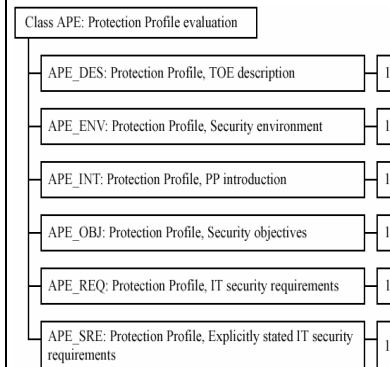 Class APE: Protection Profile evaluation
APE_DES: Protection Profile, TOE description
1
APE_ENV: Protection Profile, Security environment
1
APE_INT: Protection Profile, PP introduction
1
APE_OBJ: Protection Profile, Security objectives
1
APE_REQ: Protection Profile, IT security requirements
1
APE_SRE: Protection Profile, Explicitly stated IT security
requirements
1